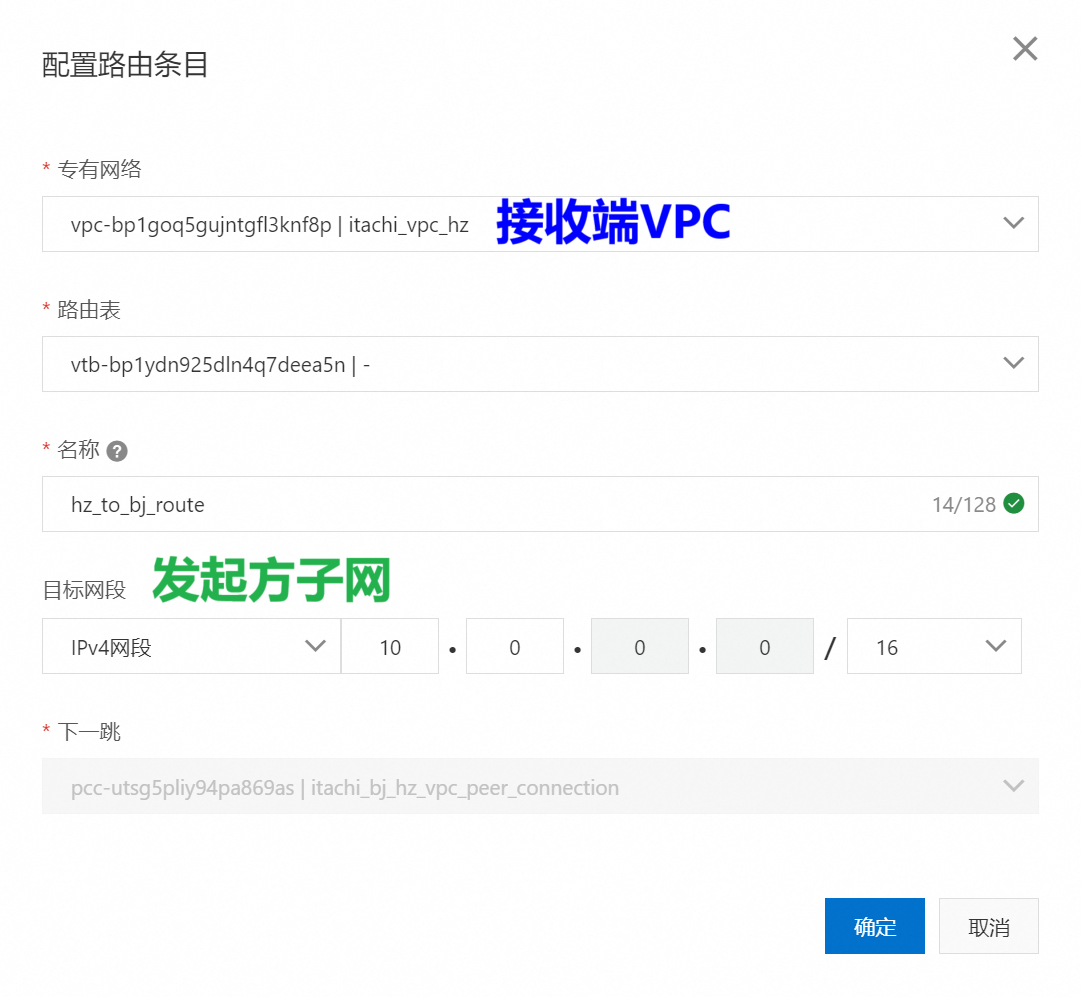 配置路由条目
* 专有网络
vpc-bp1goq5gujntgfl3knf8p | itachi_vpc_hz 接收端VPC
* 路由表
vtb-bp1ydn925dln4q7deea5n | -
* 名称 ?
hz_to_bj_route 14/128
目标网段 发起方子网
IPv4网段 10 . 0 . 0 . 0 / 16
* 下一跳
pcc-utsg5pliy94pa869as | itachi_bj_hz_vpc_peer_connection
确定 取消